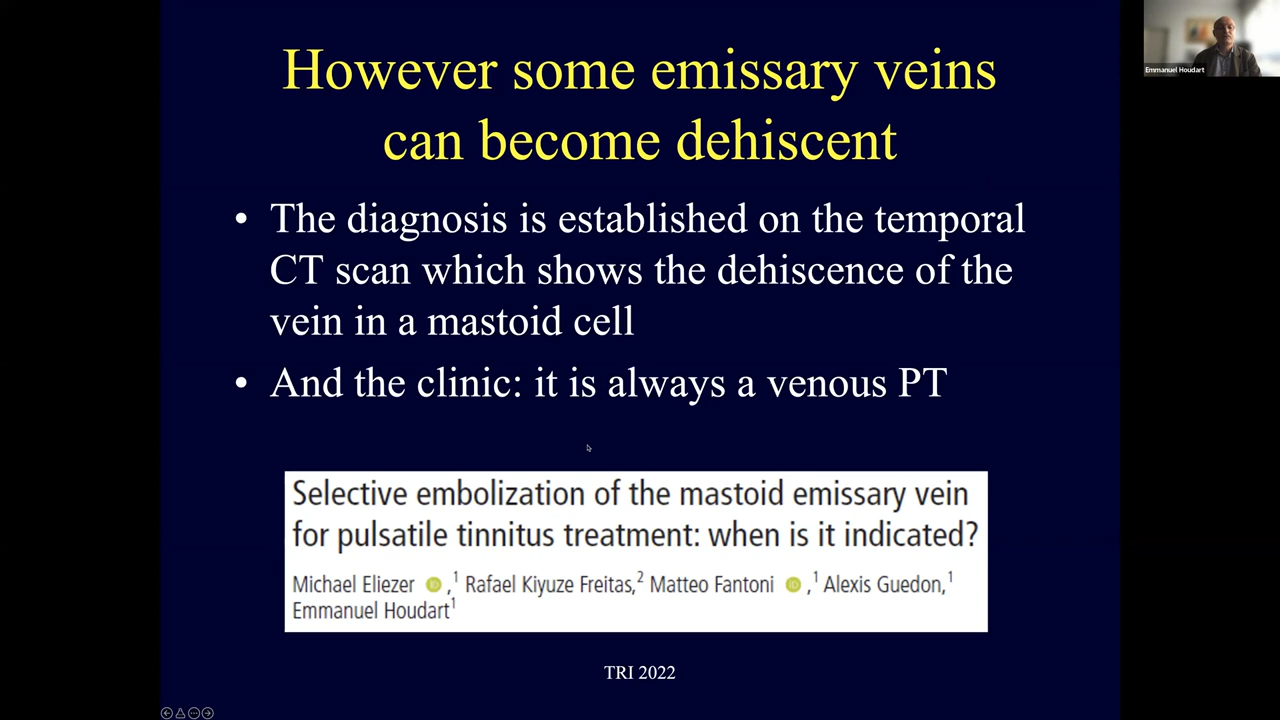 However some emissary veins
can become dehiscent
• The diagnosis is established on the temporal
CT scan which shows the dehiscence of the
vein in a mastoid cell
• And the clinic: it is always a venous PT
Selective embolization of the mastoid emissary vein
for pulsatile tinnitus treatment: when is it indicated?
Michael Eliezer iD ,1 Rafael Kiyuze Freitas,2 Matteo Fantoni iD ,1 Alexis Guedon,1
Emmanuel Houdart1
TRI 2022
Emmanuel Houdart